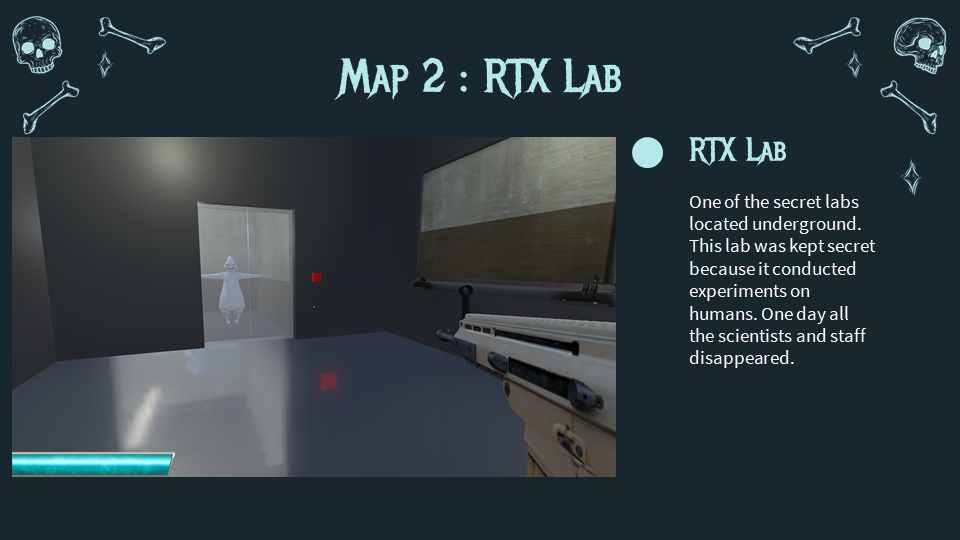 Map 2 : RTX Lab
RTX Lab
One of the secret labs
located underground.
This lab was kept secret
because it conducted
experiments on
humans. One day all
the scientists and staff
disappeared.